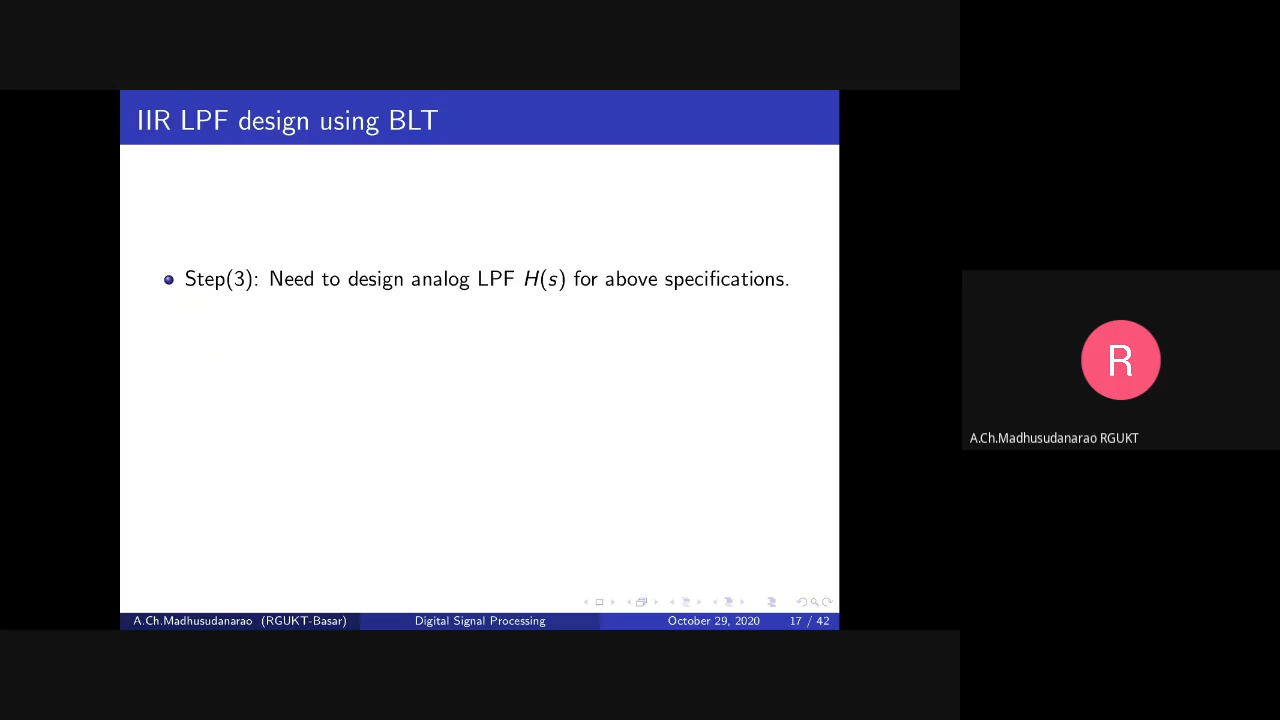 IIR LPF design using BLT
Step(3): Need to design analog LPF H(s) for above specifications.
R
A.Ch.Madhusudanarao RGUKT
A.Ch.Madhusudanarao (RGUKT-Basar) Digital Signal Processing October 29, 2020 17 / 42